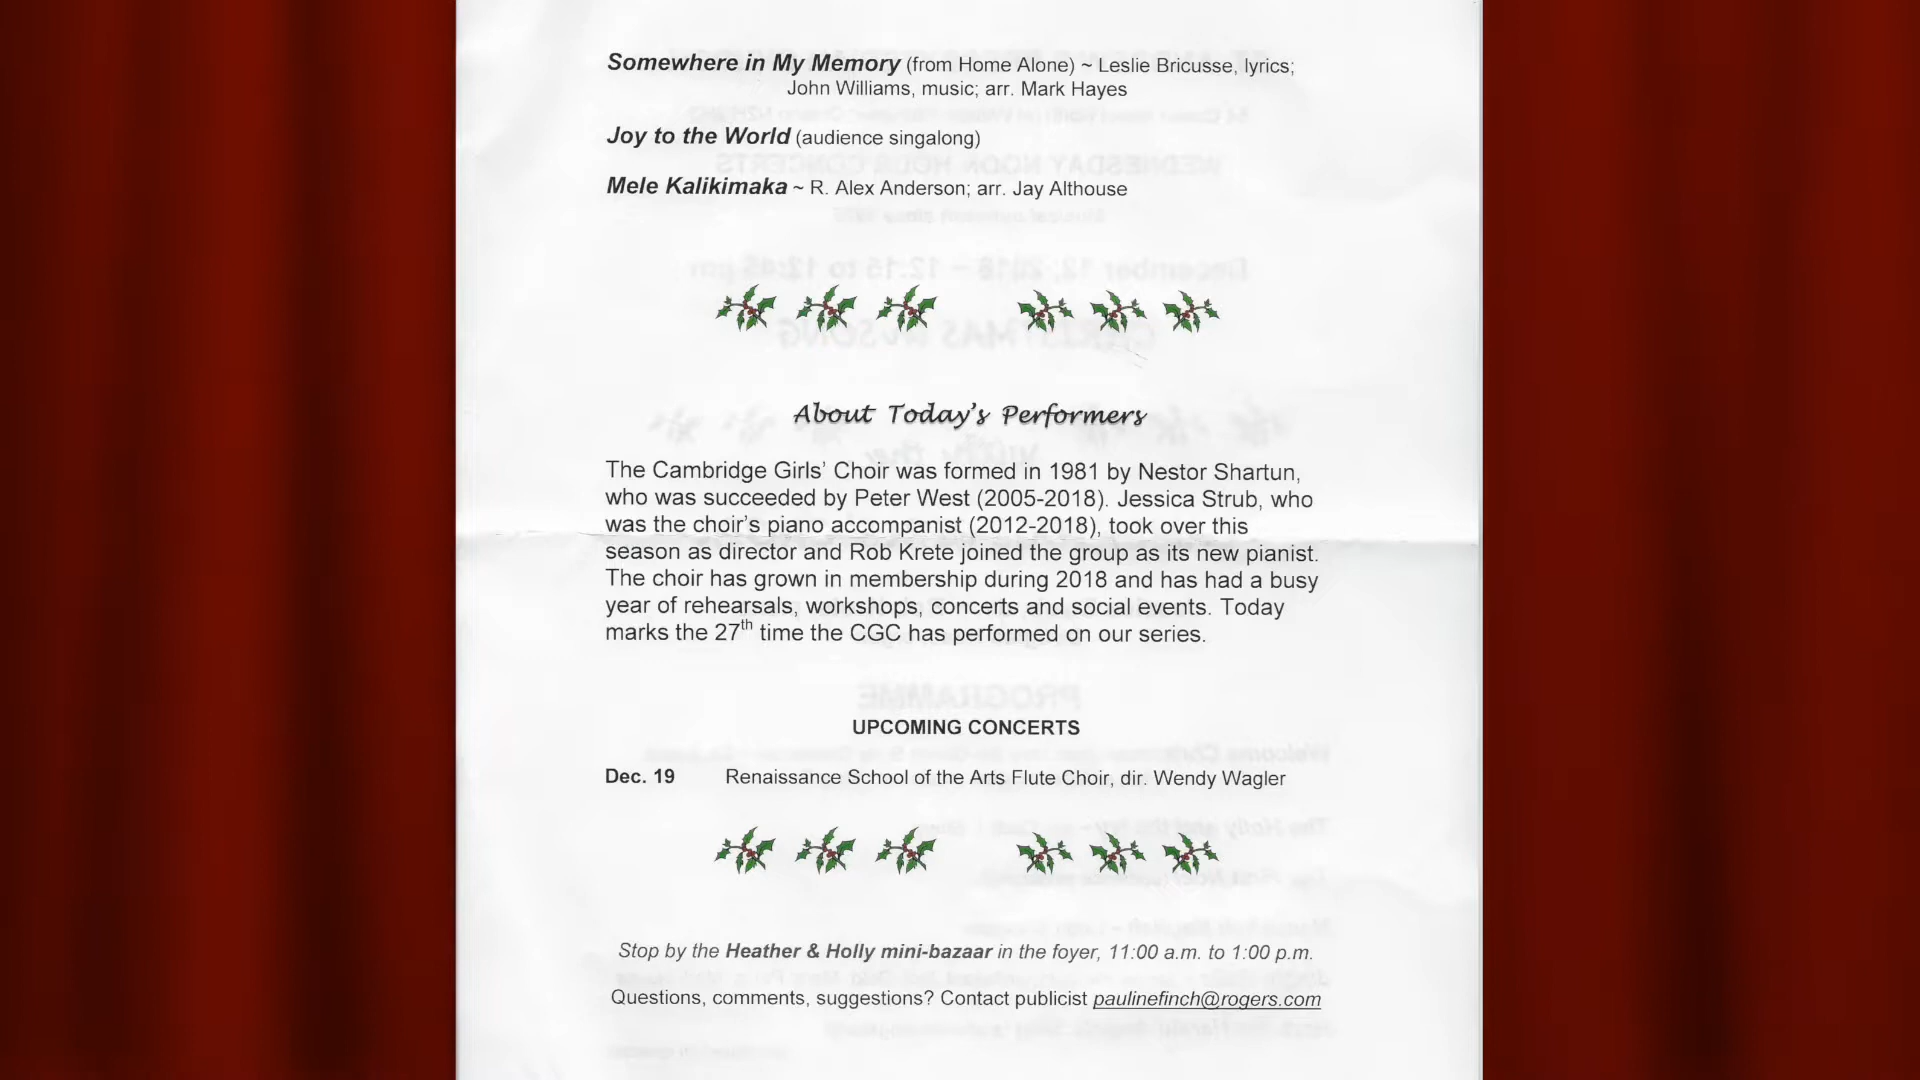 Somewhere in My Memory (from Home Alone) ~ Leslie Bricusse, lyrics;
John Williams, music; arr. Mark Hayes
Joy to the World (audience singalong)
Mele Kalikimaka ~ R. Alex Anderson; arr. Jay Althouse
About Today's Performers
The Cambridge Girls' Choir was formed in 1981 by Nestor Shartun,
who was succeeded by Peter West (2005-2018). Jessica Strub, who
was the choir's piano accompanist (2012-2018), took over this
season as director and Rob Krete joined the group as its new pianist.
The choir has grown in membership during 2018 and has had a busy
year of rehearsals, workshops, concerts and social events. Today
marks the 27th time the CGC has performed on our series.
UPCOMING CONCERTS
Dec. 19 Renaissance School of the Arts Flute Choir, dir. Wendy Wagler
Stop by the Heather & Holly mini-bazaar in the foyer, 11:00 a.m. to 1:00 p.m.
Questions, comments, suggestions? Contact publicist paulinefinch@rogers.com